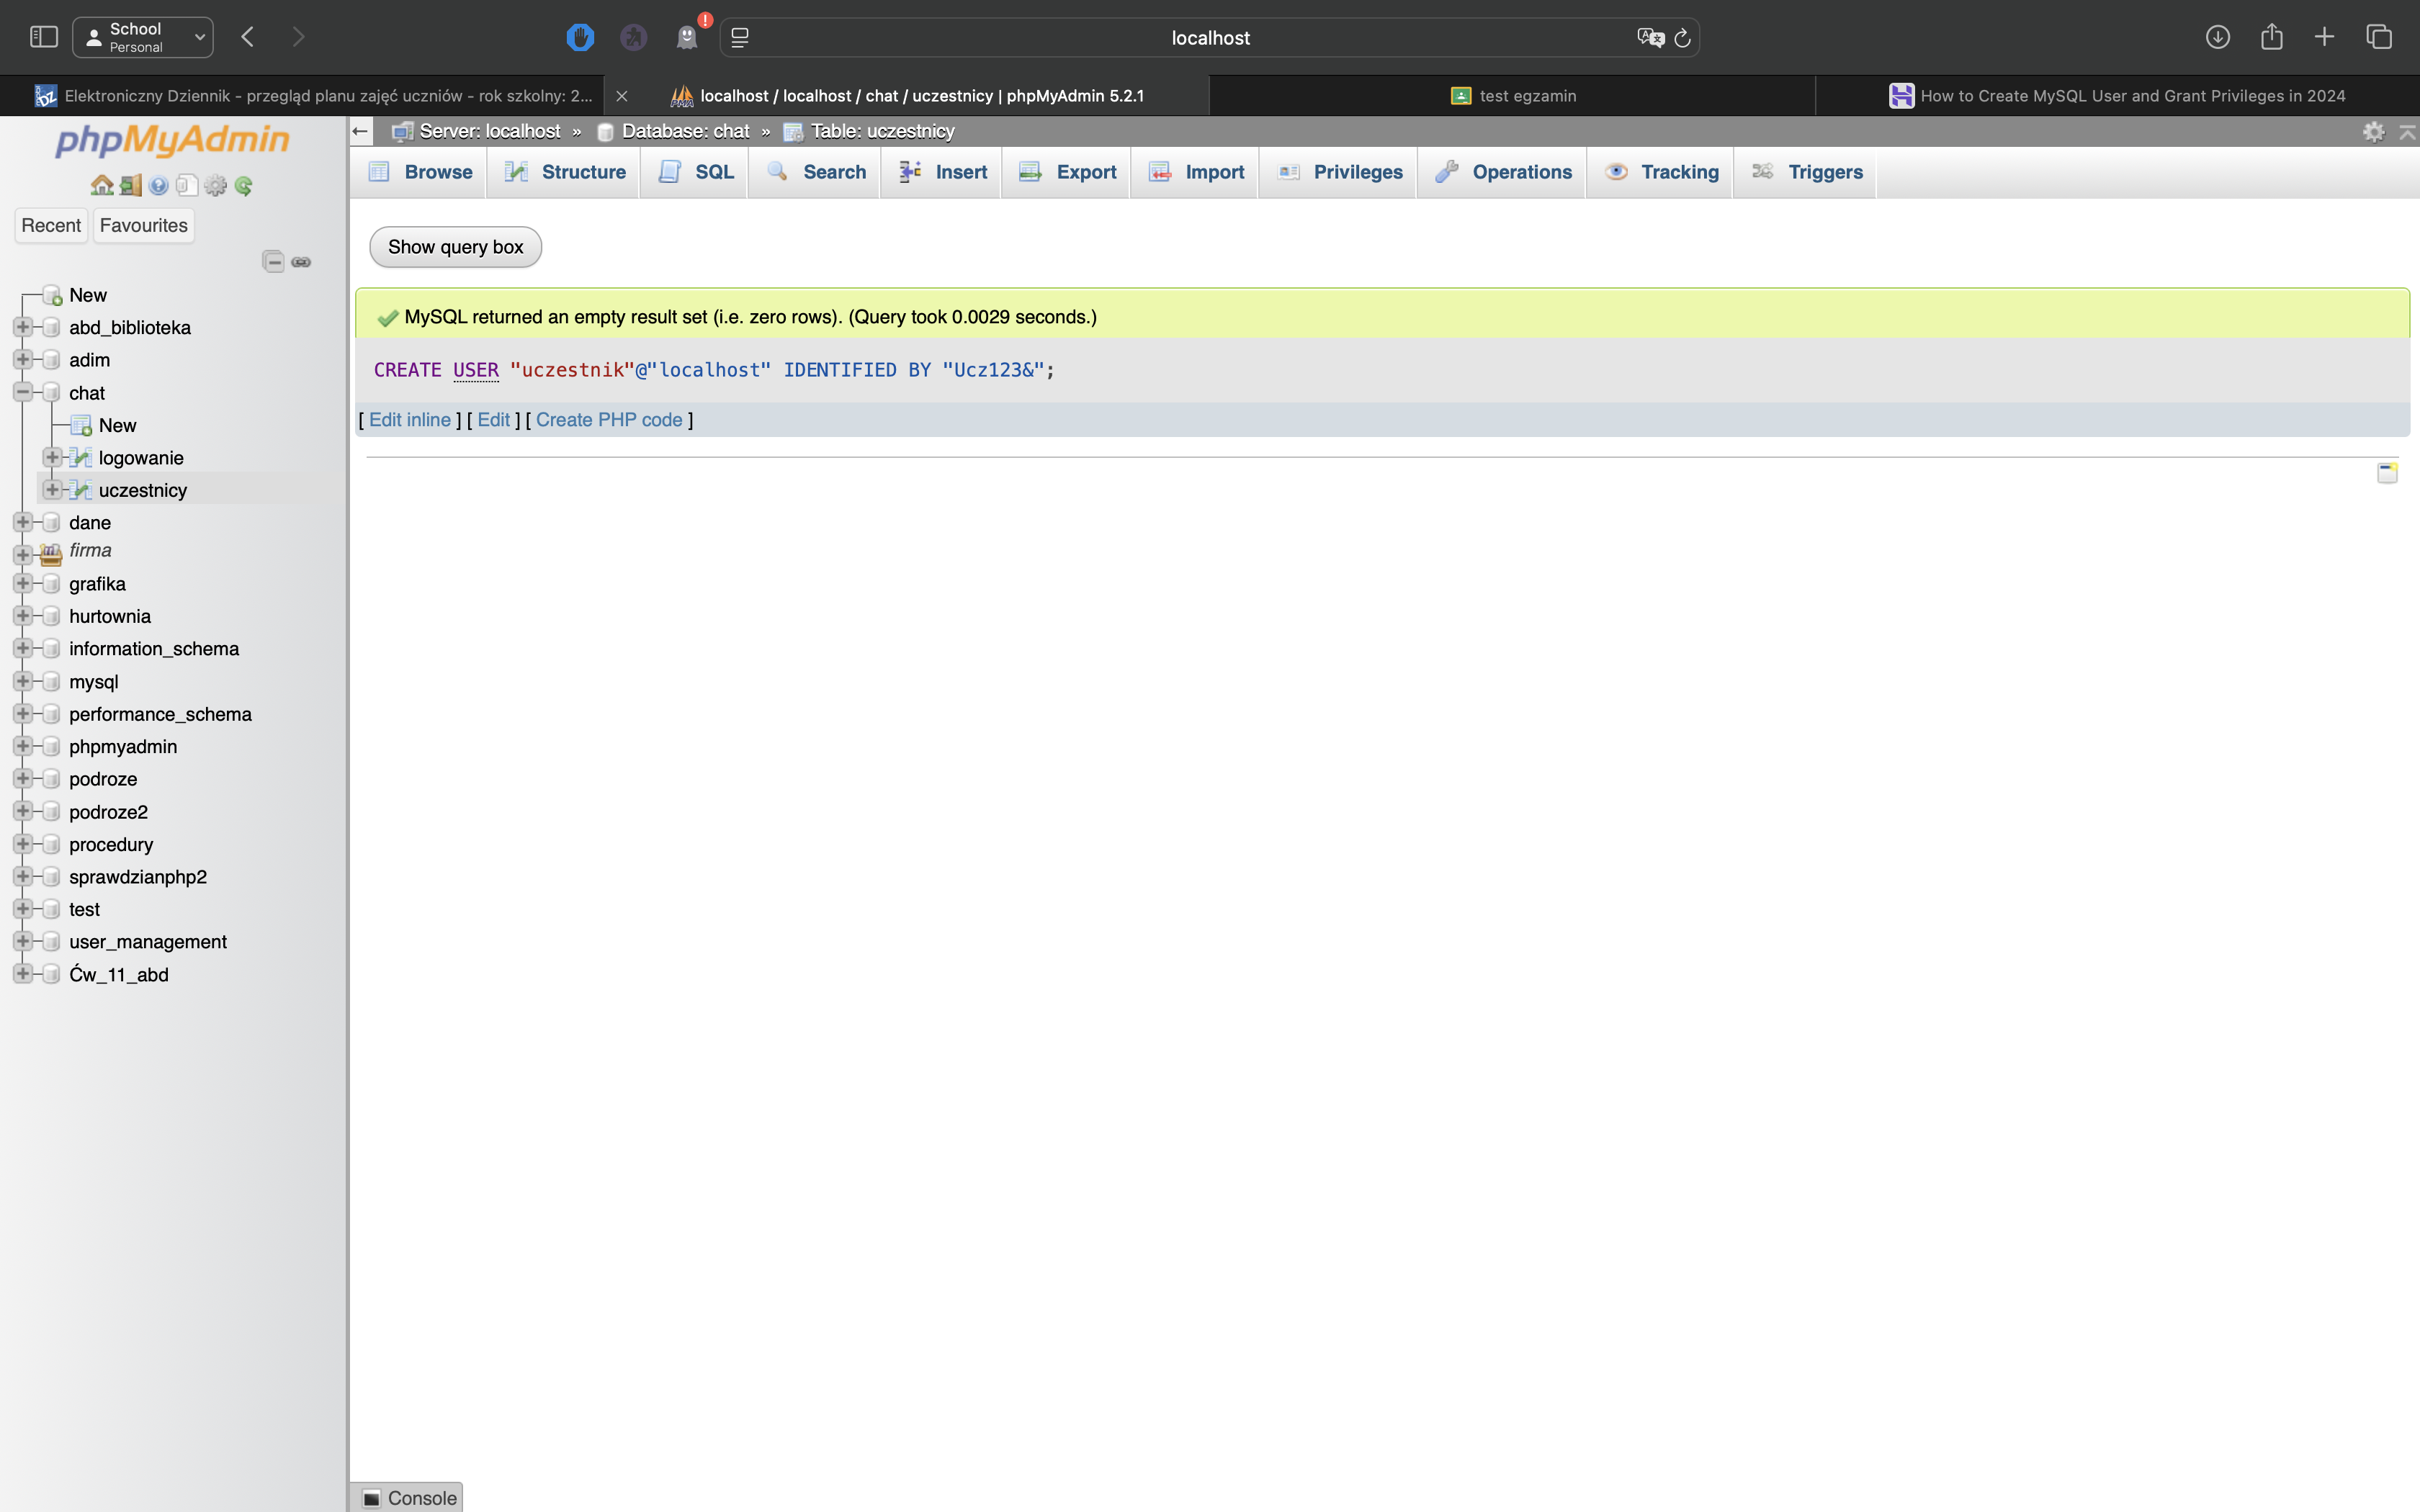 School
Personal
localhost
Elektroniczny Dziennik - przegląd planu zajęć uczniów - rok szkolny: 2...
localhost / localhost / chat / uczestnicy | phpMyAdmin 5.2.1
test egzamin
How to Create MySQL User and Grant Privileges in 2024
phpMyAdmin
Server: localhost » Database: chat » Table: uczestnicy
Browse
Structure
SQL
Search
Insert
Export
Import
Privileges
Operations
Tracking
Triggers
Recent
Favourites
New
abd_biblioteka
adim
chat
New
logowanie
uczestnicy
dane
firma
grafika
hurtownia
information_schema
mysql
performance_schema
phpmyadmin
podroze
podroze2
procedury
sprawdzianphp2
test
user_management
Ćw_11_abd
Show query box
MySQL returned an empty result set (i.e. zero rows). (Query took 0.0029 seconds.)
CREATE USER "uczestnik"@"localhost" IDENTIFIED BY "Ucz123&";
[ Edit inline ] [ Edit ] [ Create PHP code ]
Console